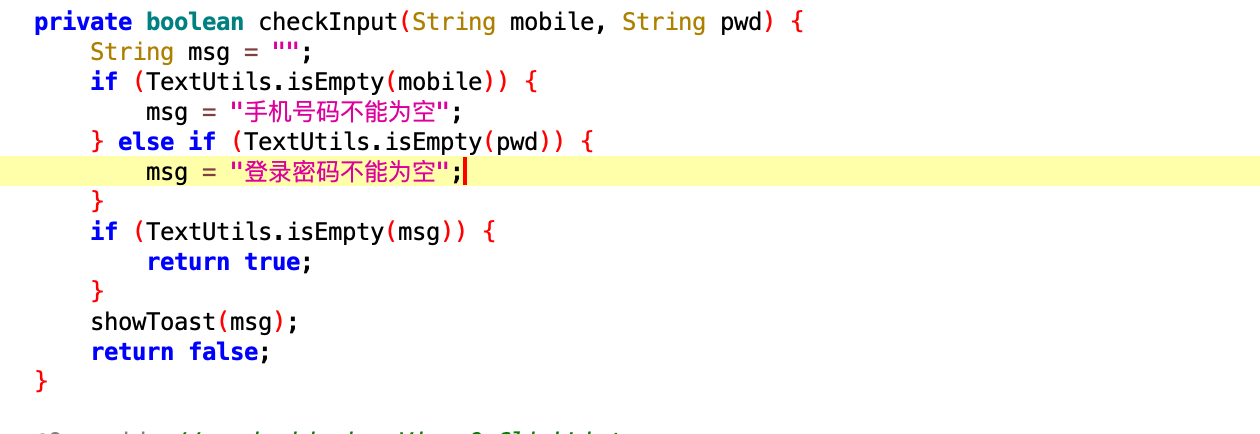 private boolean checkInput(String mobile, String pwd) {
    String msg = "";
    if (TextUtils.isEmpty(mobile)) {
        msg = "手机号码不能为空";
    } else if (TextUtils.isEmpty(pwd)) {
        msg = "登录密码不能为空";
    }
    if (TextUtils.isEmpty(msg)) {
        return true;
    }
    showToast(msg);
    return false;
}